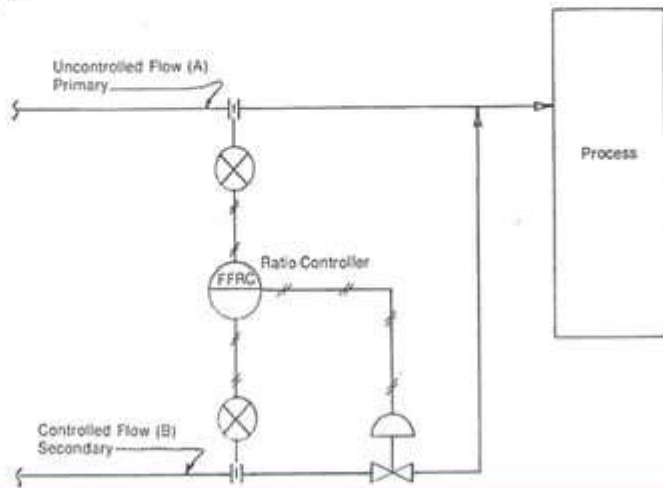 Uncontrolled Flow (A)
Primary
Process
Ratio Controller
FFRC
Controlled Flow (B)
Secondary